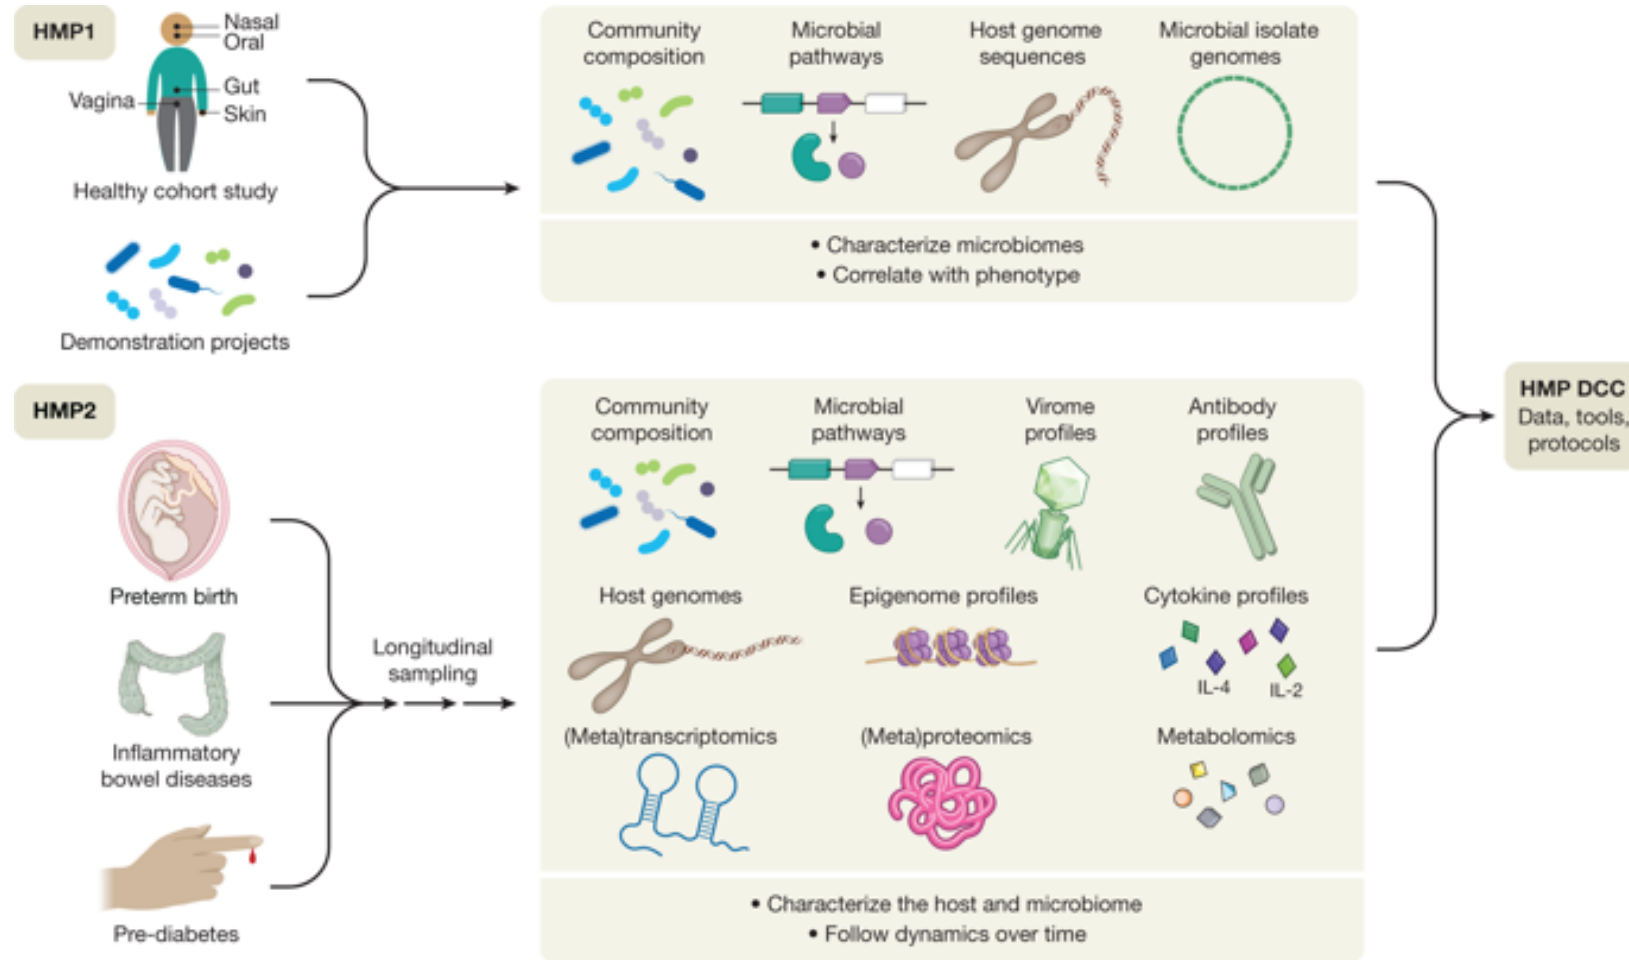 HMP1
Nasal
Oral
Gut
Vagina
Skin
Healthy cohort study
Demonstration projects
Community
composition
Microbial
pathways
Host genome
sequences
Microbial isolate
genomes
• Characterize microbiomes
• Correlate with phenotype
HMP2
Preterm birth
Inflammatory
bowel diseases
Pre-diabetes
Longitudinal
sampling
Community
composition
Microbial
pathways
Virome
profiles
Antibody
profiles
Host genomes
Epigenome profiles
Cytokine profiles
IL-4
IL-2
(Meta)transcriptomics
(Meta)proteomics
Metabolomics
• Characterize the host and microbiome
• Follow dynamics over time
HMP DCC
Data, tools,
protocols